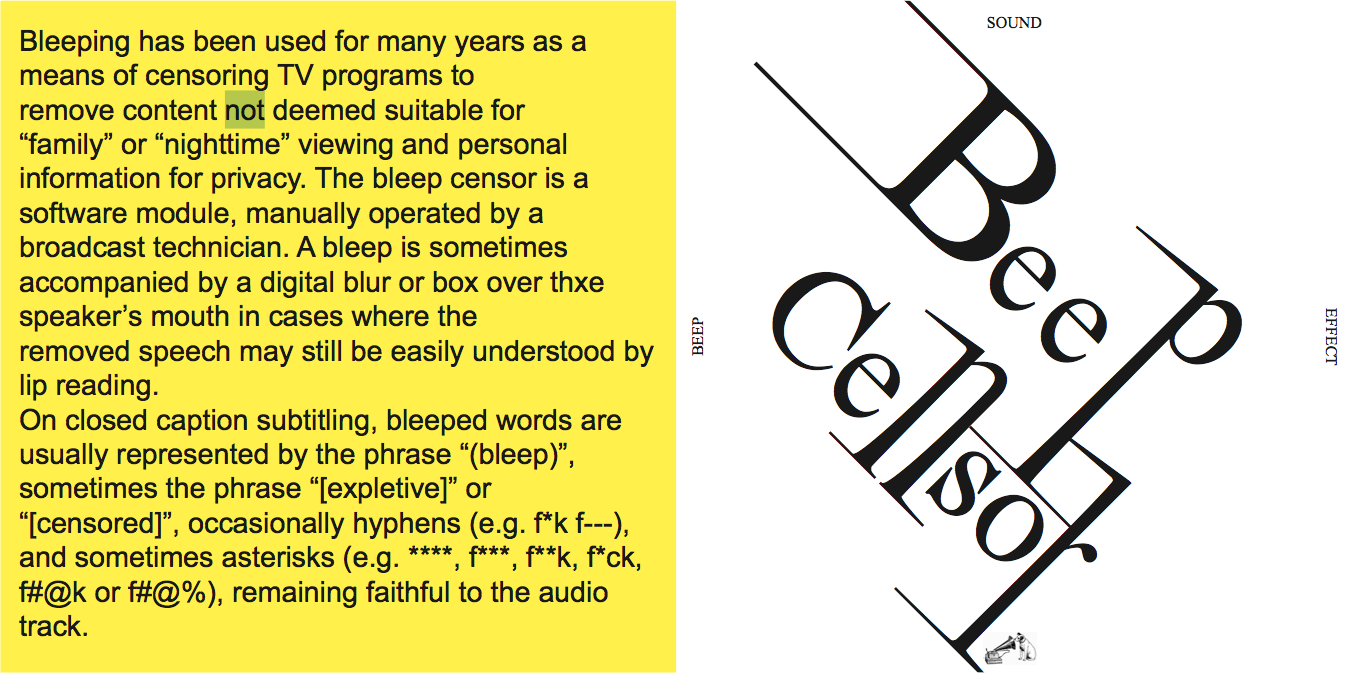 Bleeping has been used for many years as a
means of censoring TV programs to
remove content not deemed suitable for
“family” or “nighttime” viewing and personal
information for privacy. The bleep censor is a
software module, manually operated by a
broadcast technician. A bleep is sometimes
accompanied by a digital blur or box over thxe
speaker’s mouth in cases where the
removed speech may still be easily understood by
lip reading.
On closed caption subtitling, bleeped words are
usually represented by the phrase “(bleep)”,
sometimes the phrase “[expletive]” or
“[censored]”, occasionally hyphens (e.g. f*k f---),
and sometimes asterisks (e.g. ****, f***, f**k, f*ck,
f#@k or f#@%), remaining faithful to the audio
track.
SOUND
BEEP
Beep
Censor
EFFECT